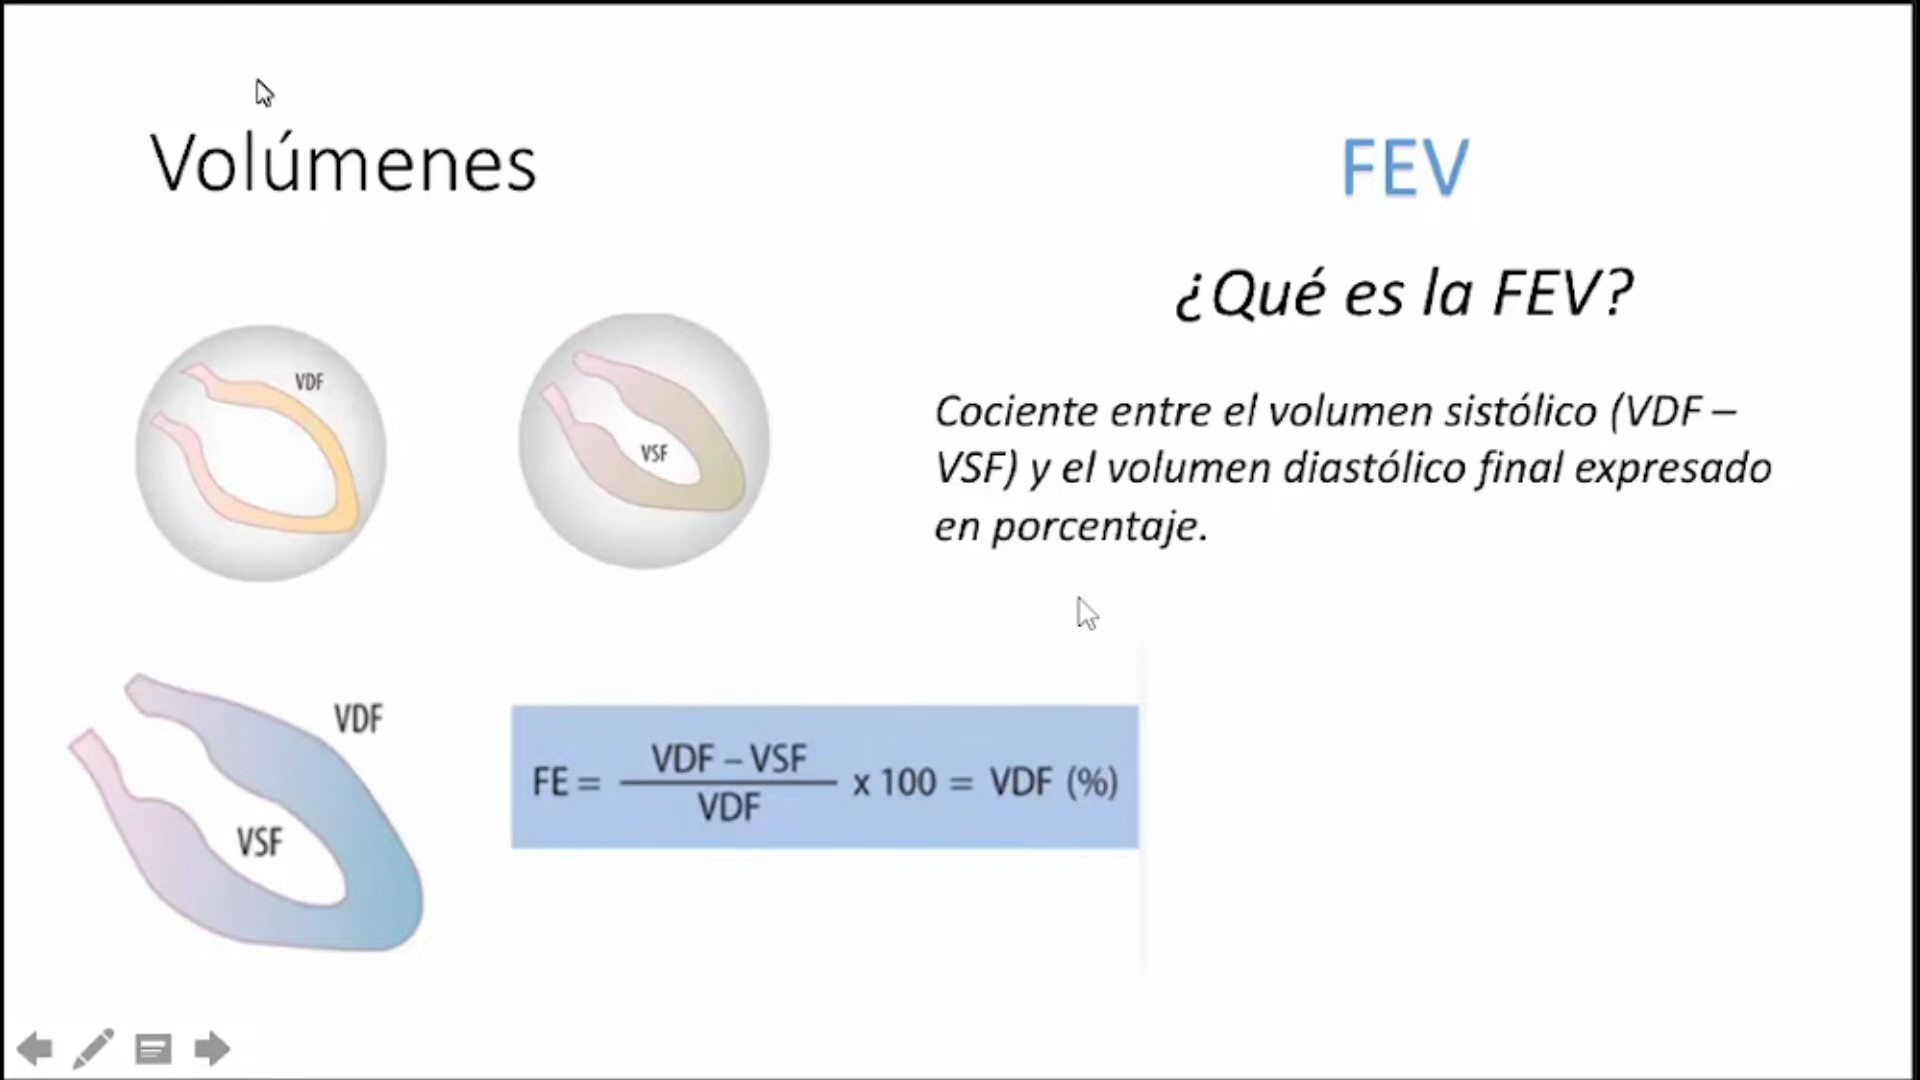 Volúmenes
FEV
¿Qué es la FEV?
VDF
VSF
Cociente entre el volumen sistólico (VDF –
VSF) y el volumen diastólico final expresado
en porcentaje.
VDF
VSF
FE = VDF – VSF / VDF x 100 = VDF (%)